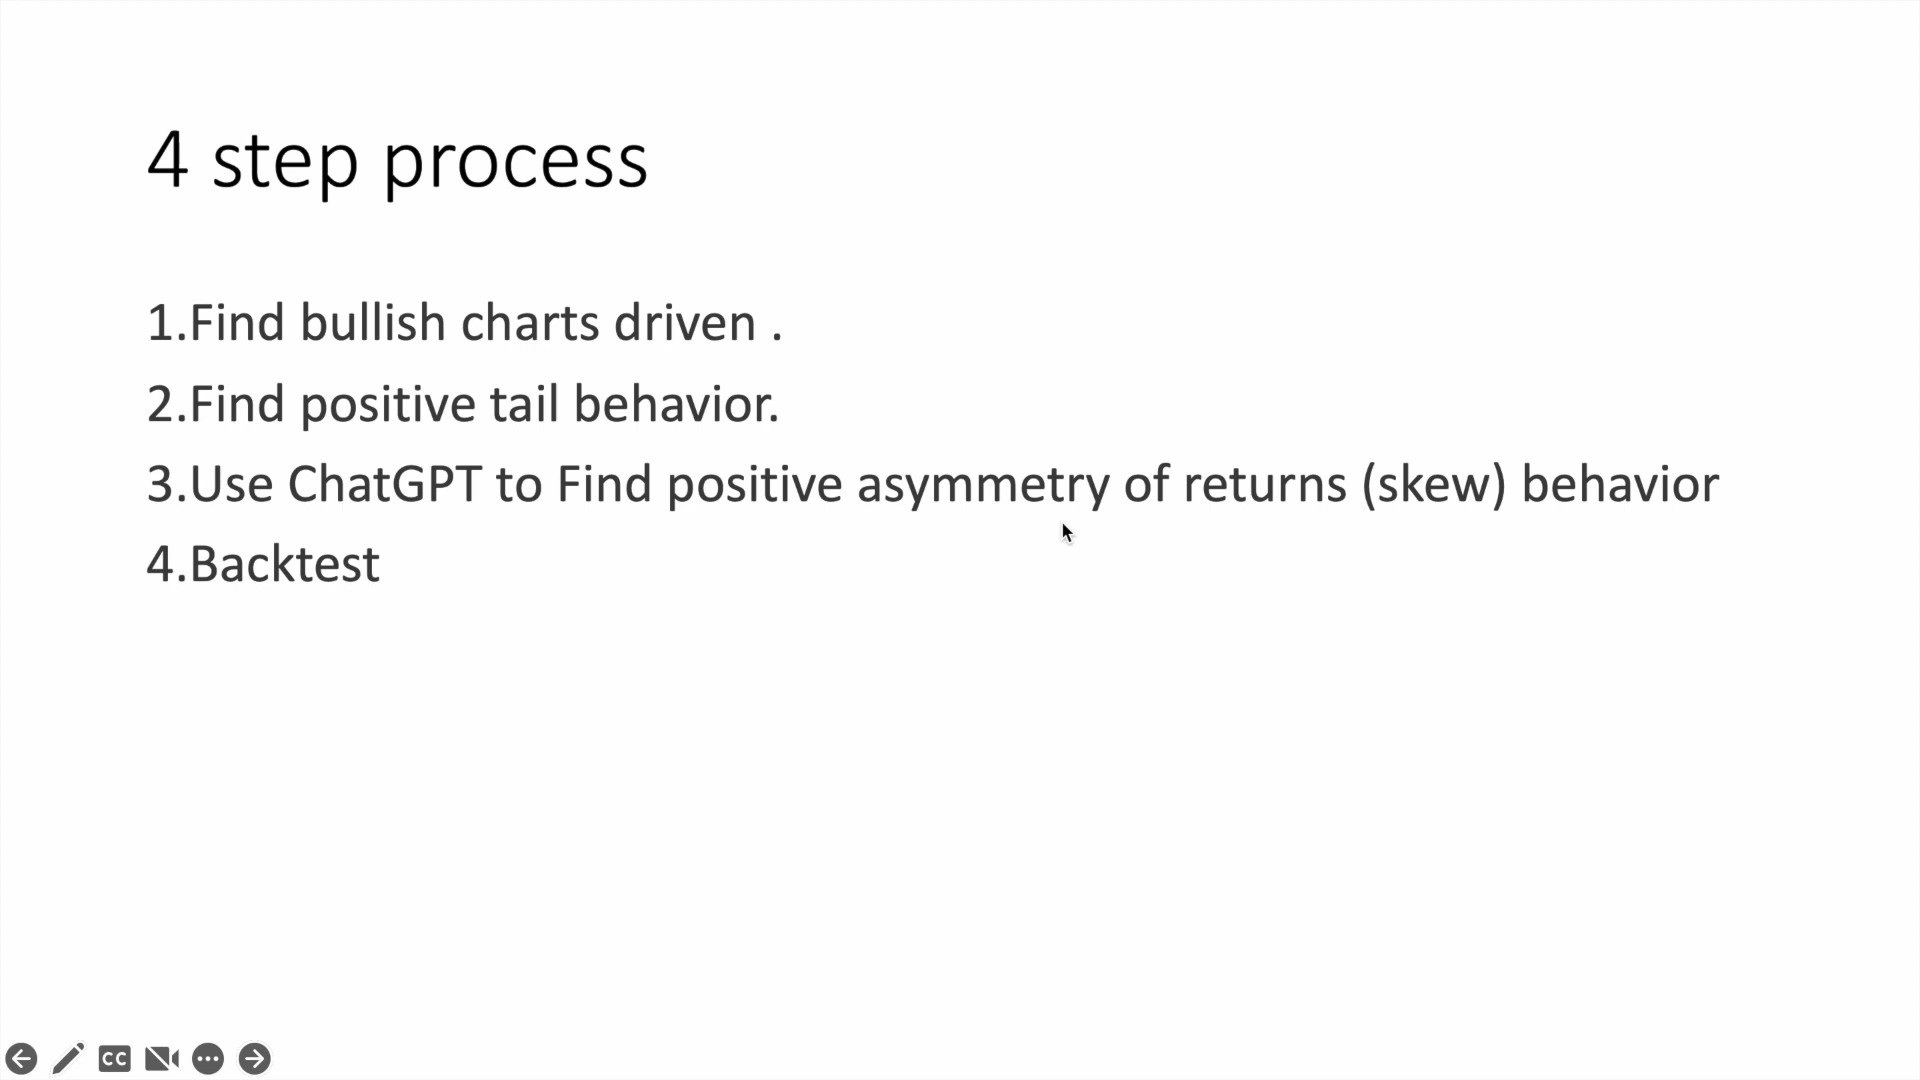 4 step process
1.Find bullish charts driven .
2.Find positive tail behavior.
3.Use ChatGPT to Find positive asymmetry of returns (skew) behavior
4.Backtest
CC